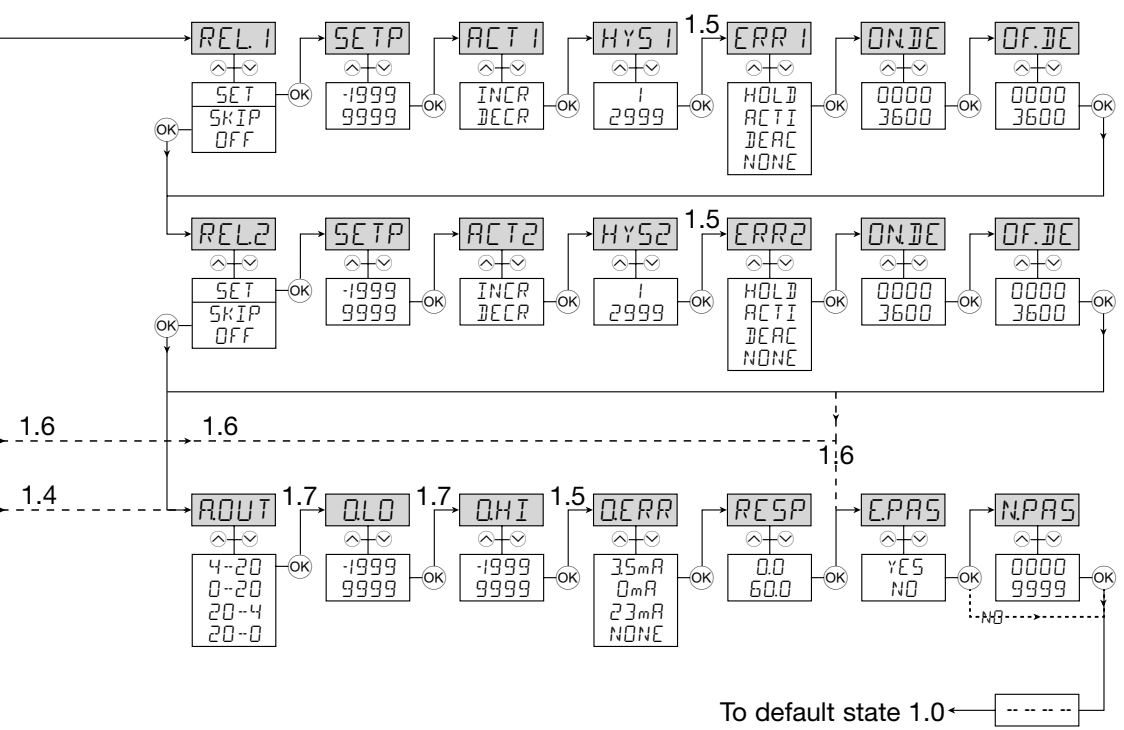 REL.1 SETP ACT1 HYS1 1.5 ERR1 ON.DE OF.DE
SET OK -1999 OK INCR OK 1 OK HOLD OK 0000 OK 0000 OK
SKIP 9999 DECR 2999 ACTI 3600 3600
OK OFF DEAC
NONE
REL.2 SETP ACT2 HYS2 1.5 ERR2 ON.DE OF.DE
SET OK -1999 OK INCR OK 1 OK HOLD OK 0000 OK 0000 OK
SKIP 9999 DECR 2999 ACTI 3600 3600
OK OFF DEAC
NONE
1.6 1.6
1.6
1.4 A.OUT 1.7 O.LO 1.7 O.HI 1.5 O.ERR RESP E.PAS N.PAS
4-20 OK -1999 OK -1999 OK 3.5mA OK 0.0 OK YES OK 0000 OK
0-20 9999 9999 0mA 60.0 NO 9999
20-4 23mA NO
20-0 NONE
To default state 1.0 -- -- -- --